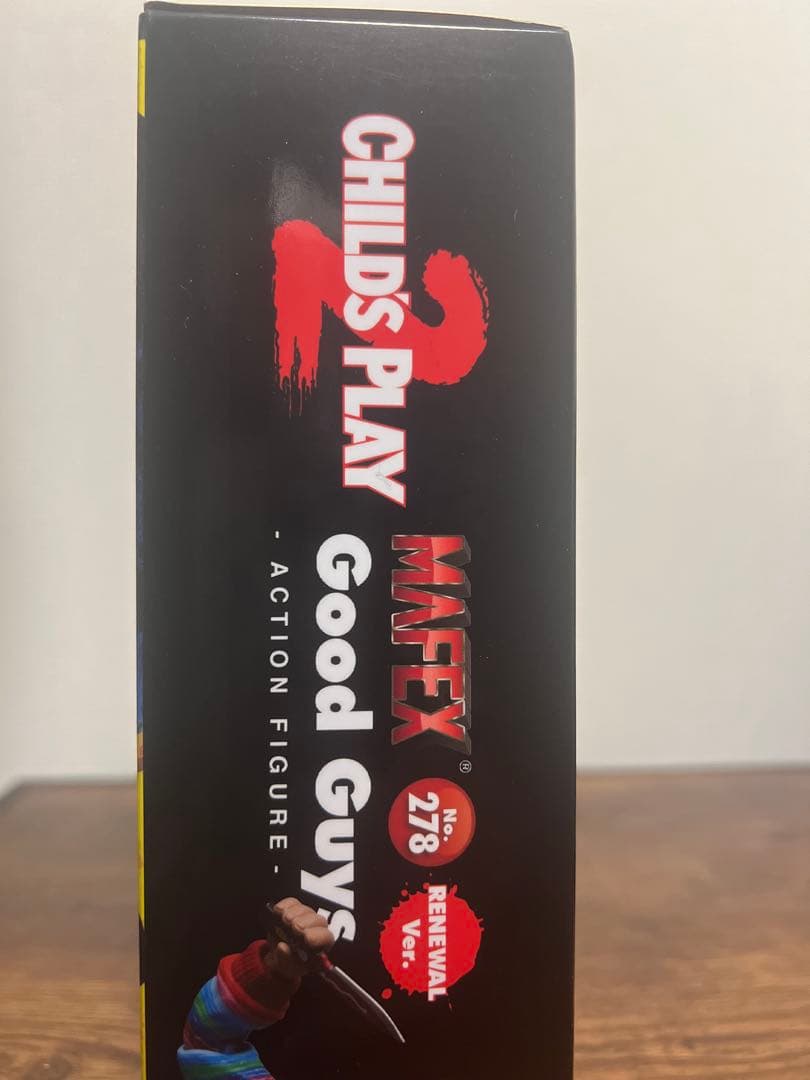 CHILD'S PLAY
2
MAFEX®
No.
278
RENEWAL
Ver.
Good Guys
- ACTION FIGURE -